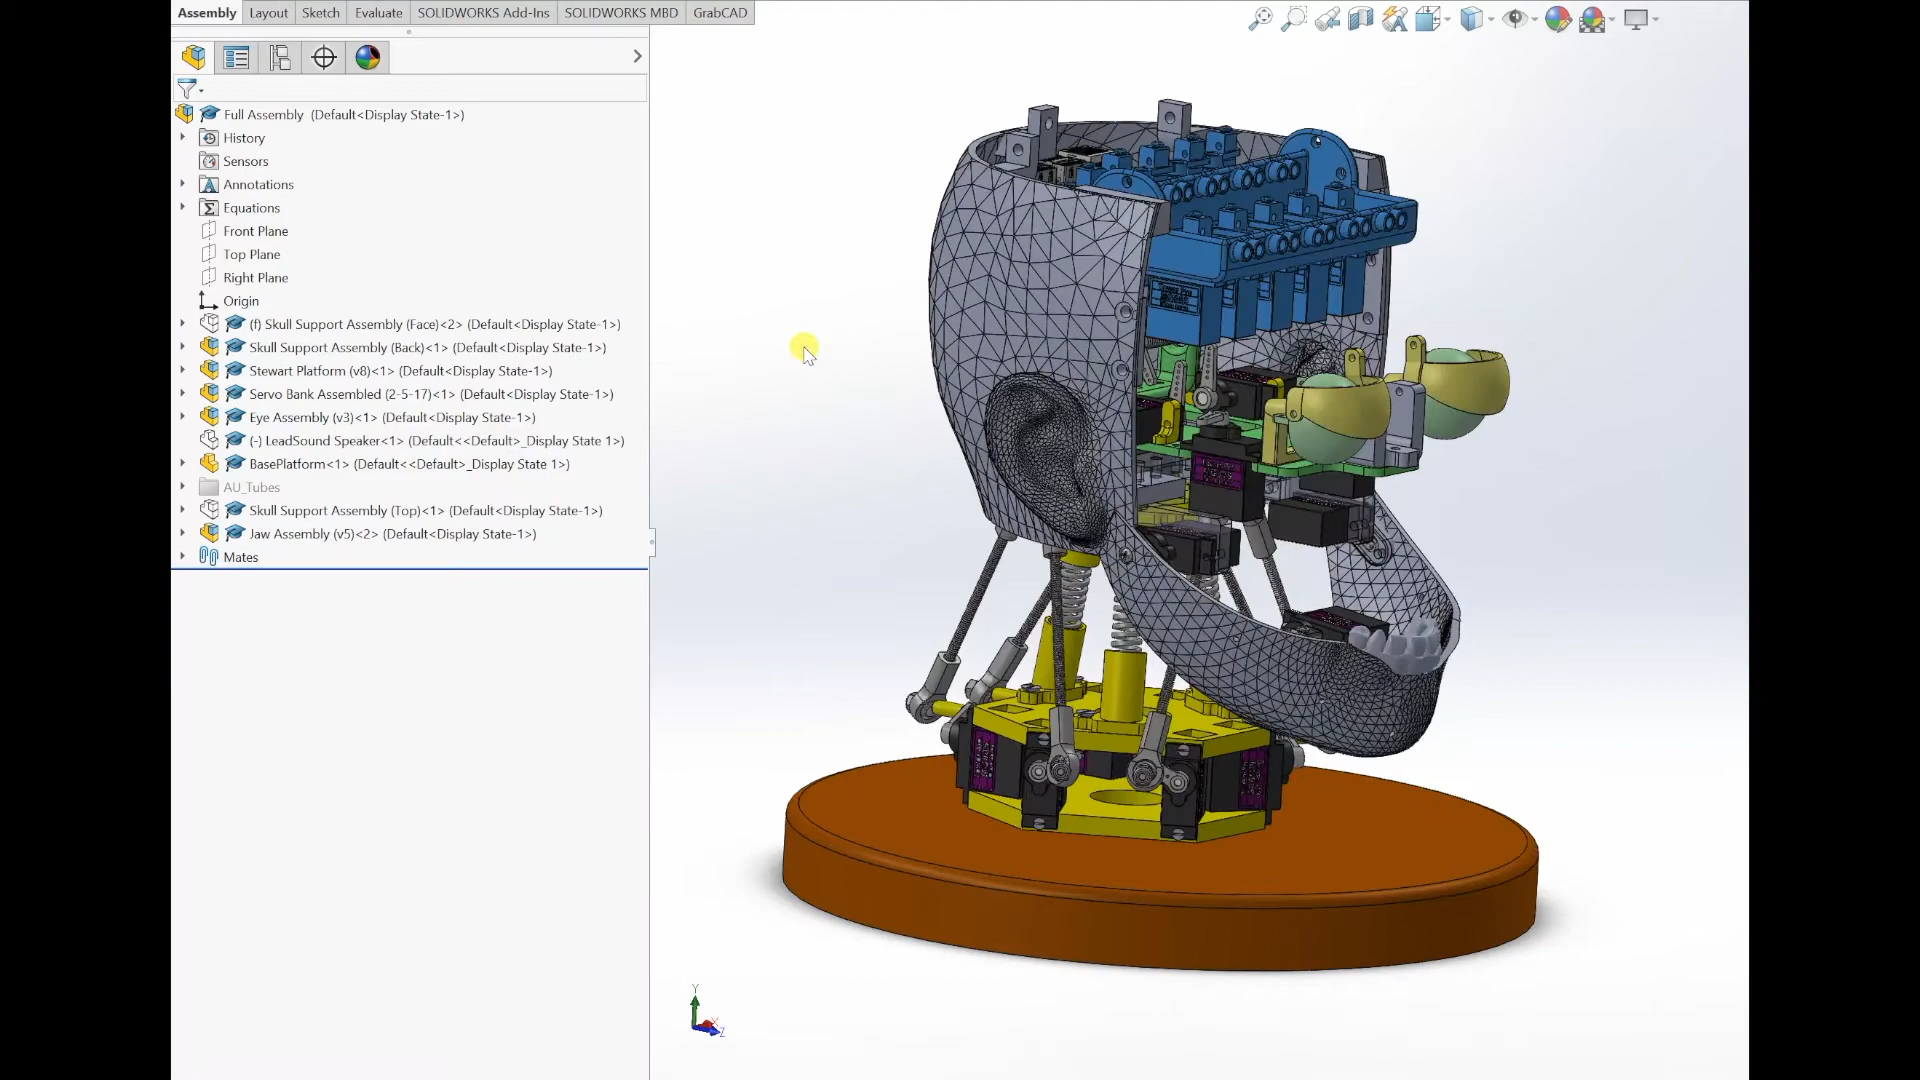 Assembly Layout Sketch Evaluate SOLIDWORKS Add-Ins SOLIDWORKS MBD GrabCAD
Full Assembly (Default<Display State-1>)
History
Sensors
Annotations
Equations
Front Plane
Top Plane
Right Plane
Origin
(f) Skull Support Assembly (Face)<2> (Default<Display State-1>)
Skull Support Assembly (Back)<1> (Default<Display State-1>)
Stewart Platform (v8)<1> (Default<Display State-1>)
Servo Bank Assembled (2-5-17)<1> (Default<Display State-1>)
Eye Assembly (v3)<1> (Default<Display State-1>)
(-) LeadSound Speaker<1> (Default<<Default>_Display State 1>)
BasePlatform<1> (Default<<Default>_Display State 1>)
AU_Tubes
Skull Support Assembly (Top)<1> (Default<Display State-1>)
Jaw Assembly (v5)<2> (Default<Display State-1>)
Mates
Y
X
Z